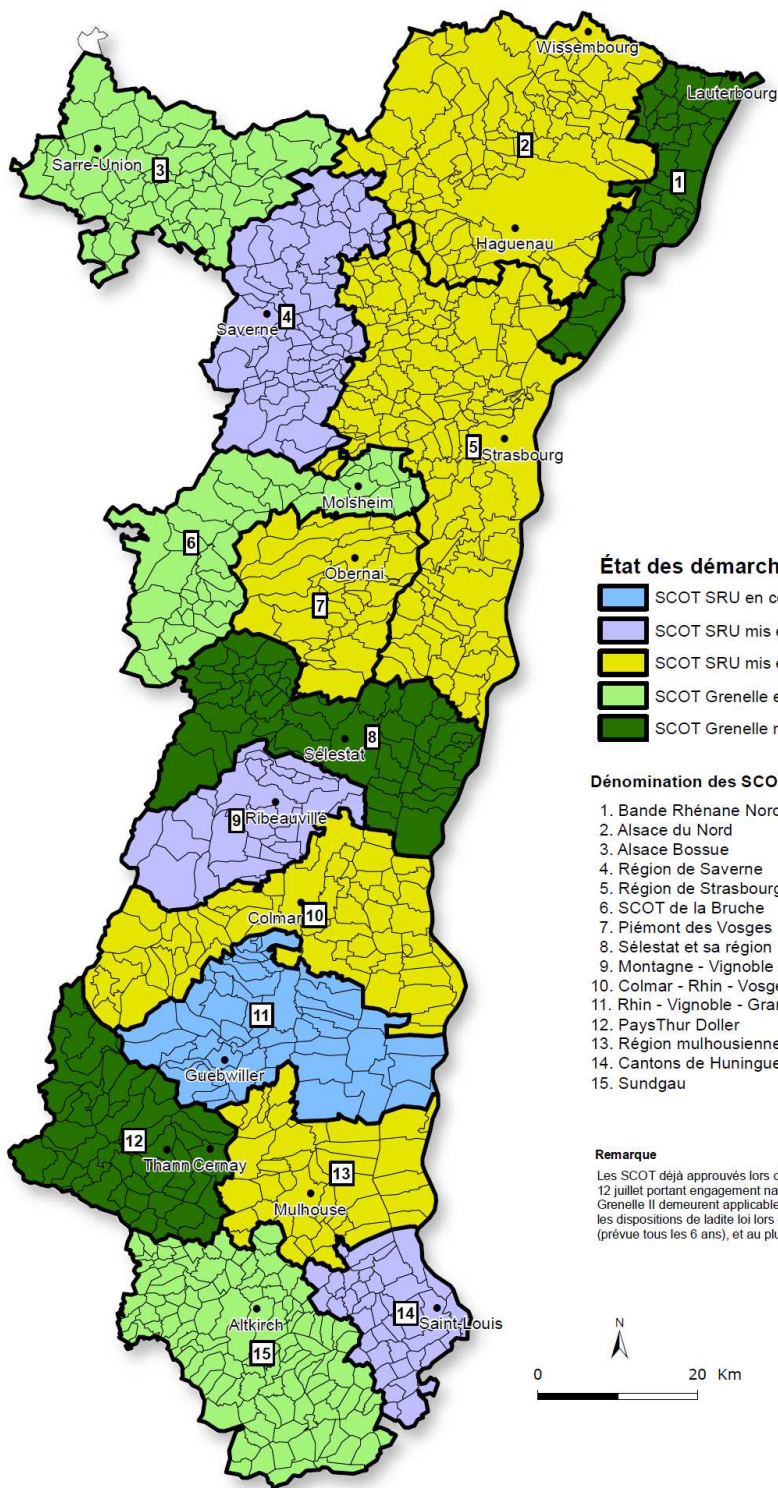 Wissembourg
Lauterbourg
Sarre-Union
3
2
1
Haguenau
Saverne
4
5
Strasbourg
Molsheim
6
Obernai
7
Sélestat
8
9
Ribeauvillé
Colmar
10
11
Guebwiller
12
Thann
Cernay
13
Mulhouse
14
Saint-Louis
Altkirch
15
État des démarch
SCOT SRU en c
SCOT SRU mis
SCOT SRU mis
SCOT Grenelle
SCOT Grenelle
Dénomination des SCO
1. Bande Rhénane Nord
2. Alsace du Nord
3. Alsace Bossue
4. Région de Saverne
5. Région de Strasbourg
6. SCOT de la Bruche
7. Piémont des Vosges
8. Sélestat et sa région
9. Montagne - Vignoble
10. Colmar - Rhin - Vosge
11. Rhin - Vignoble - Gra
12. PaysThur Doller
13. Région mulhousienne
14. Cantons de Huningue
15. Sundgau
Remarque
Les SCOT déjà approuvés lors
12 juillet portant engagement na
Grenelle II demeurent applicable
les dispositions de ladite loi lors
(prévue tous les 6 ans), et au plu
N
0 20 Km